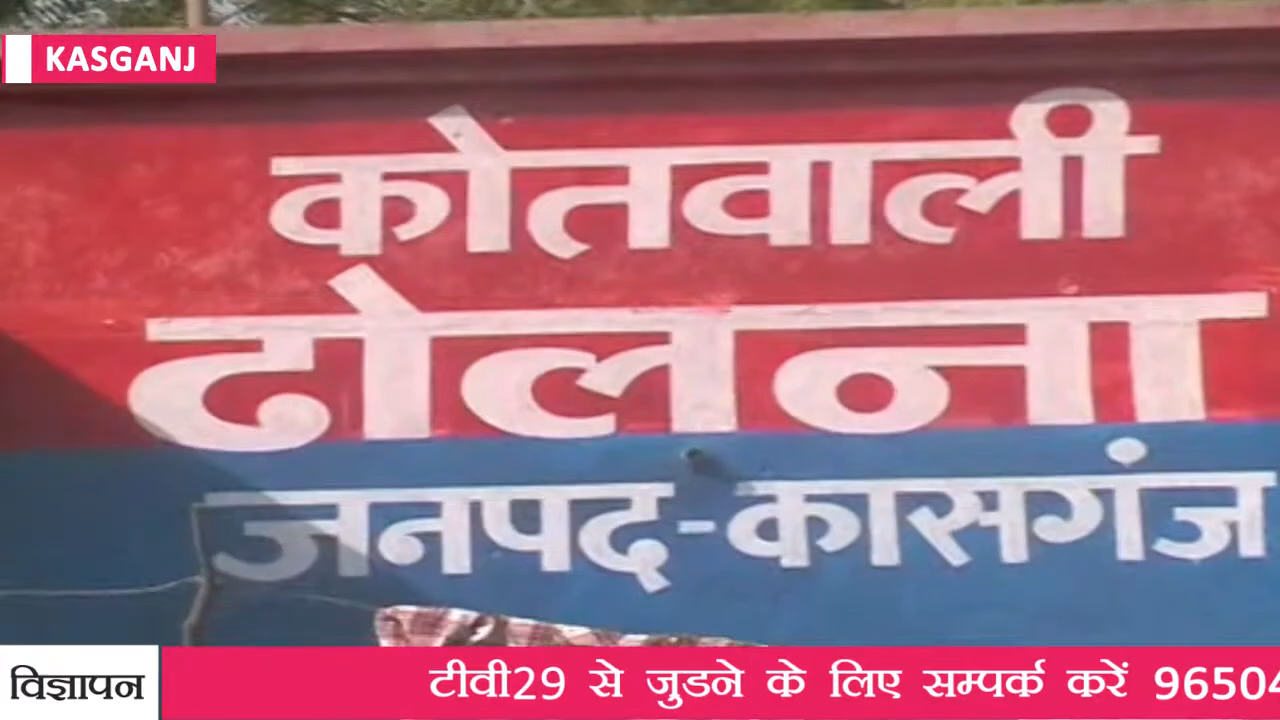 KASGANJ
कोतवाली
ढोलना
जनपद-कासगंज
विज्ञापन
टीवी29 से जुडने के लिए सम्पर्क करें 96504